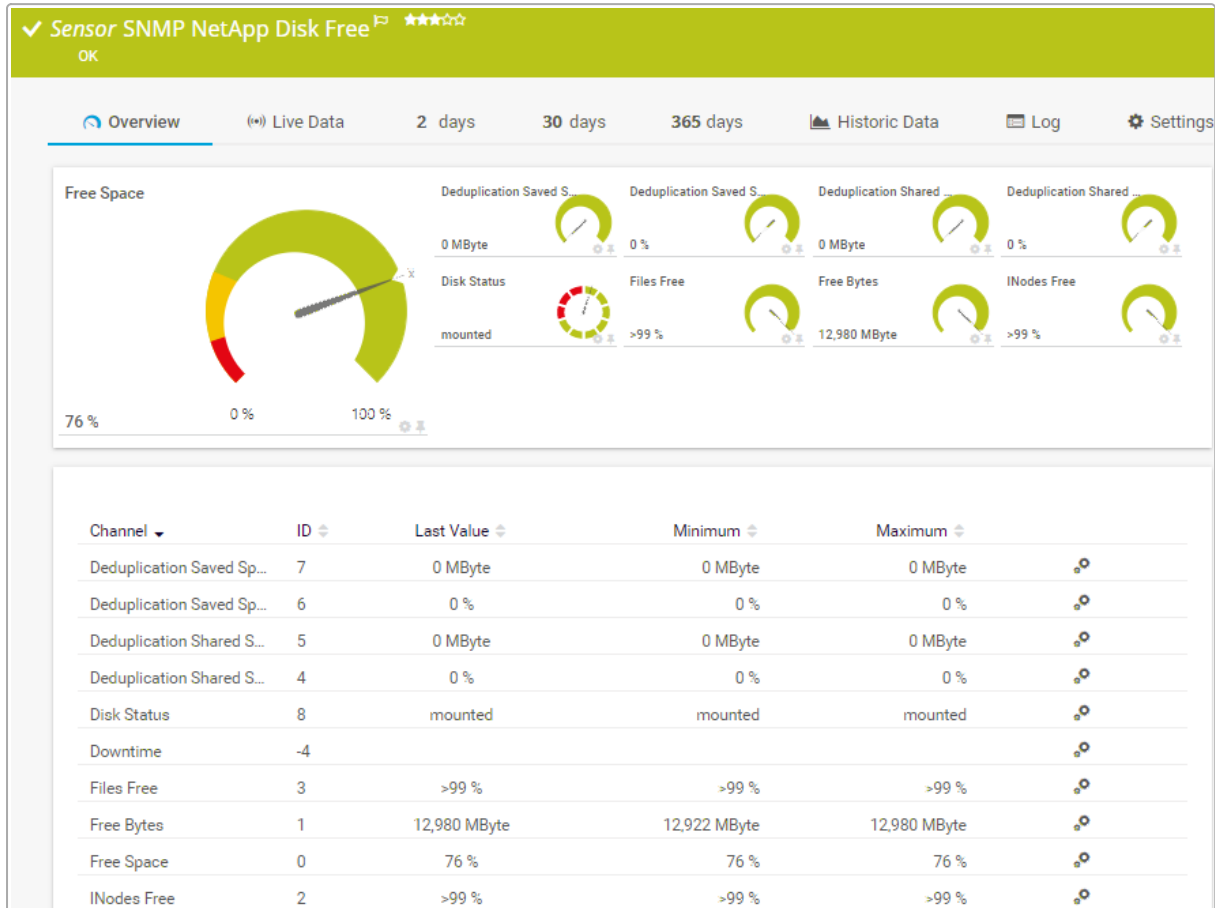 Sensor SNMP NetApp Disk Free
OK
Overview Live Data 2 days 30 days 365 days Historic Data Log Settings
Free Space
76 %
0 % 100 %
Deduplication Saved S...
0 MByte
Deduplication Saved S...
0 %
Deduplication Shared ...
0 MByte
Deduplication Shared ...
0 %
Disk Status
mounted
Files Free
>99 %
Free Bytes
12,980 MByte
INodes Free
>99 %
Channel ID Last Value Minimum Maximum
Deduplication Saved Sp... 7 0 MByte 0 MByte 0 MByte
Deduplication Saved Sp... 6 0 % 0 % 0 %
Deduplication Shared S... 5 0 MByte 0 MByte 0 MByte
Deduplication Shared S... 4 0 % 0 % 0 %
Disk Status 8 mounted mounted mounted
Downtime -4
Files Free 3 >99 % >99 % >99 %
Free Bytes 1 12,980 MByte 12,922 MByte 12,980 MByte
Free Space 0 76 % 76 % 76 %
INodes Free 2 >99 % >99 % >99 %